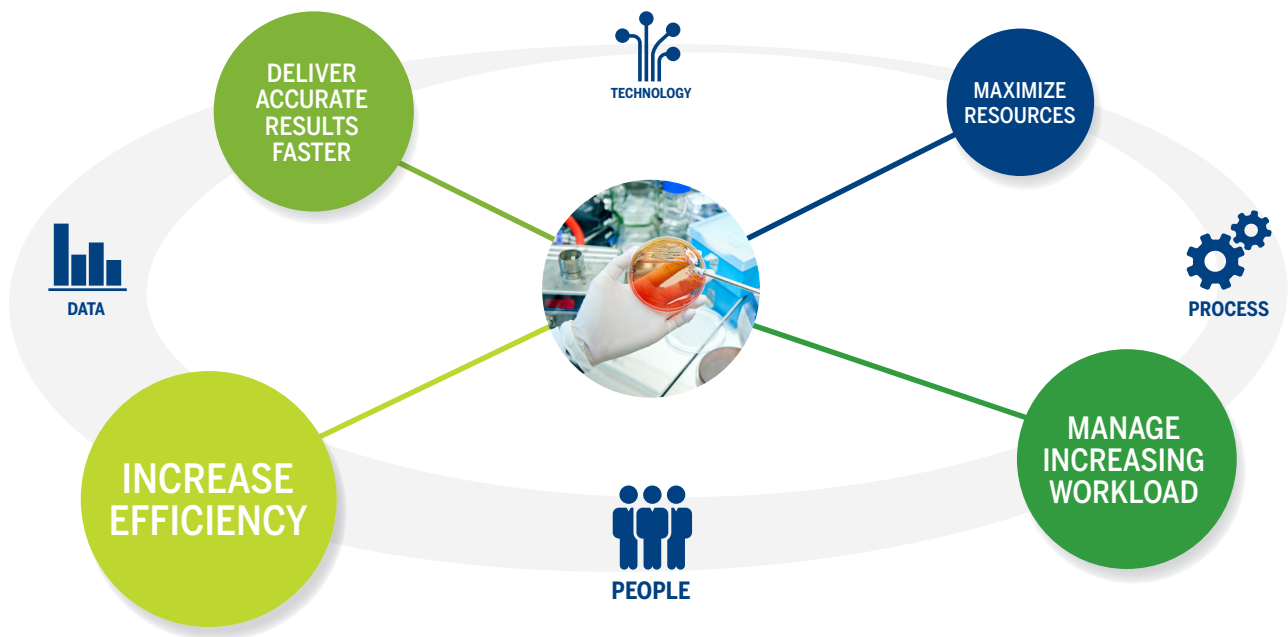 DELIVER
ACCURATE
RESULTS
FASTER
TECHNOLOGY
MAXIMIZE
RESOURCES
DATA
PROCESS
INCREASE
EFFICIENCY
MANAGE
INCREASING
WORKLOAD
PEOPLE